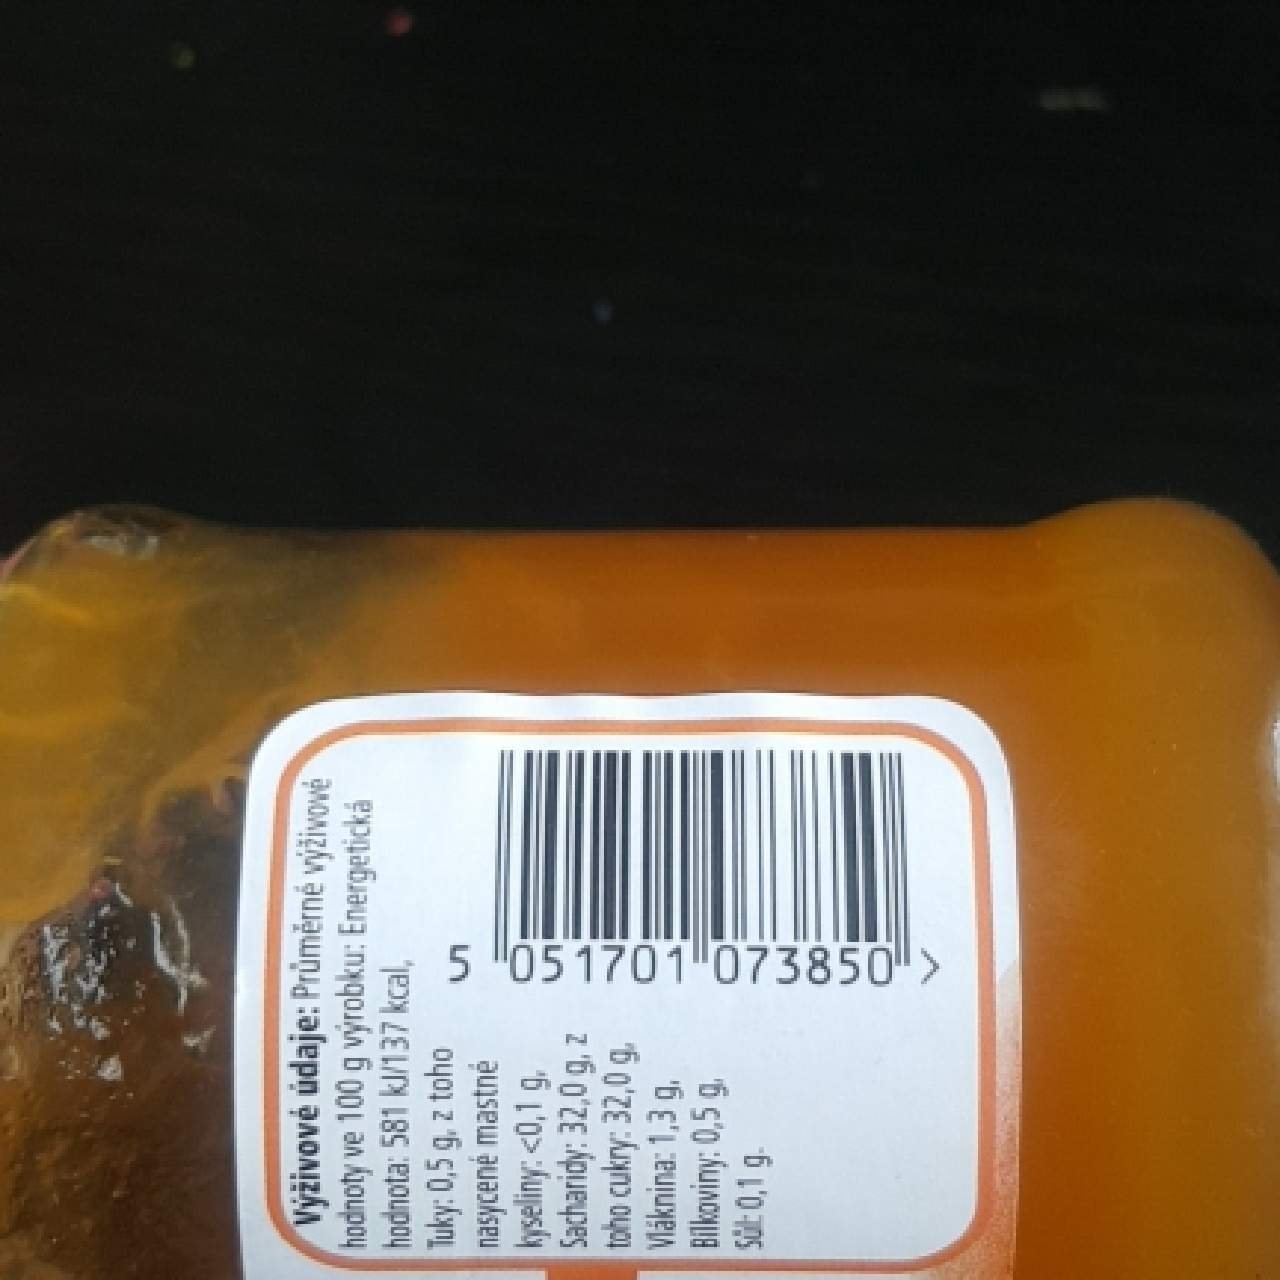 Výživové údaje: Průměrné výživové
hodnoty ve 100 g výrobku: Energetická
hodnota: 581 kJ/137 kcal,
Tuky: 0,5 g, z toho
nasycené mastné
kyseliny: <0,1 g,
Sacharidy: 32,0 g, z
toho cukry: 32,0 g,
Vláknina: 1,3 g,
Bílkoviny: 0,5 g,
Sůl: 0,1 g.
5 051701 073850 >